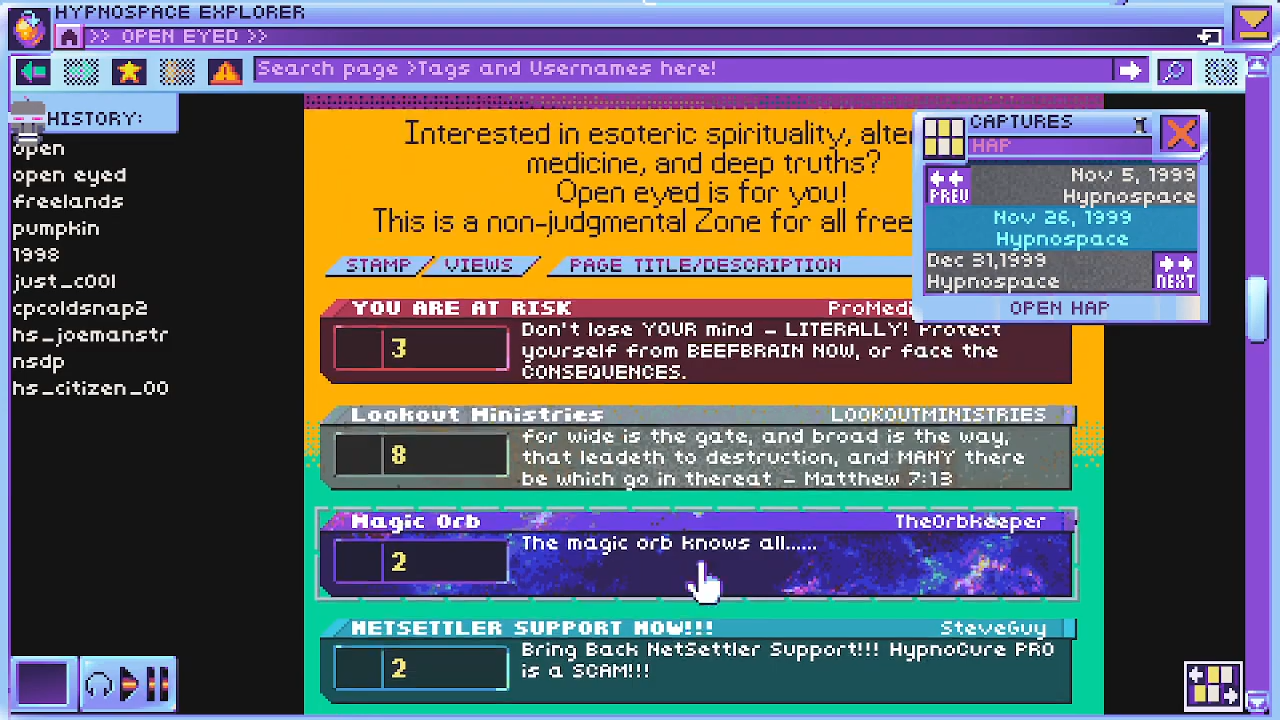 HYPNOSPACE EXPLORER
>> OPEN EYED >>
Search page >Tags and Usernames here!
HISTORY:
open
open eyed
freelands
pumpkin
1998
just_c00l
cpcoldsnap2
hs_joemanstr
nsdp
hs_citizen_00
Interested in esoteric spirituality,
medicine, and deep truths?
Open eyed is for you!
This is a non-judgmental Zone for all
STAMP VIEWS PAGE TITLE/DESCRIPTION
YOU ARE AT RISK
3
Don't lose YOUR mind - LITERALLY! Protect
yourself from BEEFBRAIN NOW, or face the
CONSEQUENCES.
Lookout Ministries LOOKOUTMINISTRIES
8
for wide is the gate, and broad is the way,
that leadeth to destruction, and MANY there
be which go in thereat - Matthew 7:13
Magic Orb TheOrbKeeper
2
The magic orb knows all......
NETSETTLER SUPPORT NOW!!! SteveGuy
2
Bring Back NetSettler Support!!! HypnoCure PRO
is a SCAM!!!
CAPTURES
HAP
PREV
Nov 5, 1999
Hypnospace
Nov 26, 1999
Hypnospace
Dec 31,1999
Hypnospace
NEXT
OPEN HAP